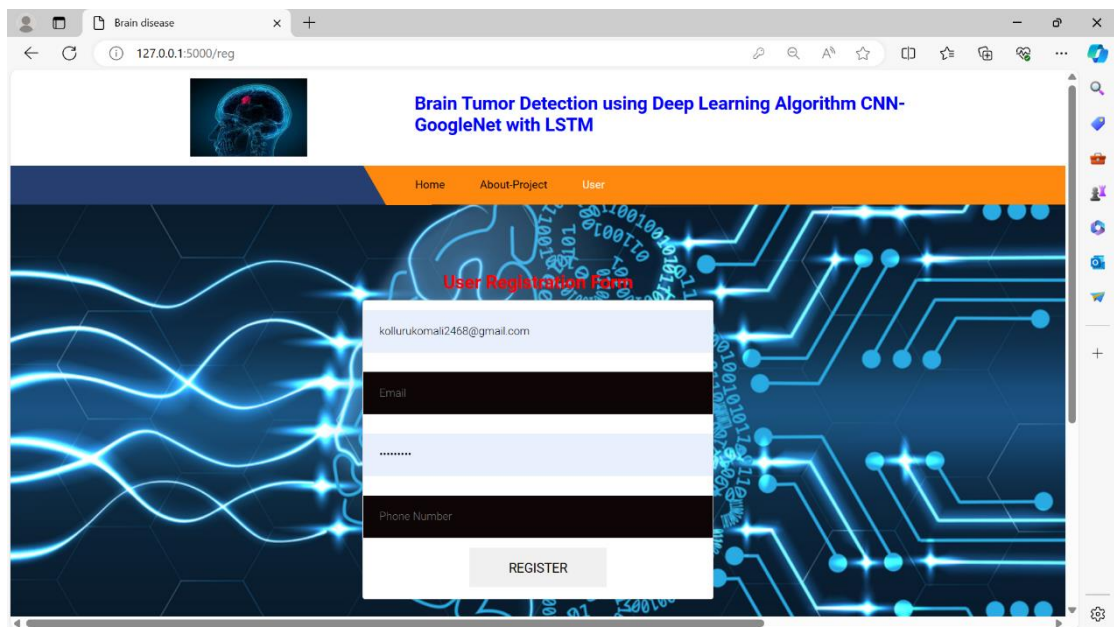 Brain disease
127.0.0.1:5000/reg
Brain Tumor Detection using Deep Learning Algorithm CNN-
GoogleNet with LSTM
Home About-Project User
User Registration Form
kollurukomali2468@gmail.com
Email
•••••••••
Phone Number
REGISTER